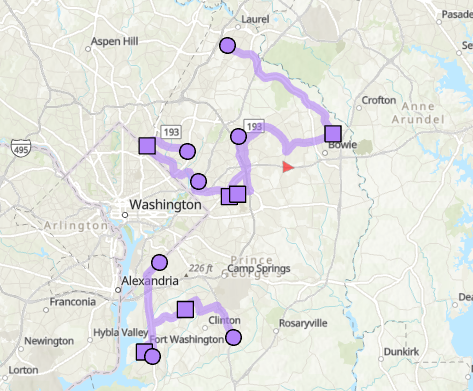 Laurel
Pasade
Aspen Hill
Se
Crofton
Anne
Arundel
193
193
495
Bowie
Washington
Arlington
Prince
George's
226 ft
Camp Springs
Alexandria
Dea
Franconia
Clinton
Rosaryville
Hybla Valley
Fort Washington
Newington
Dunkirk
Lorton